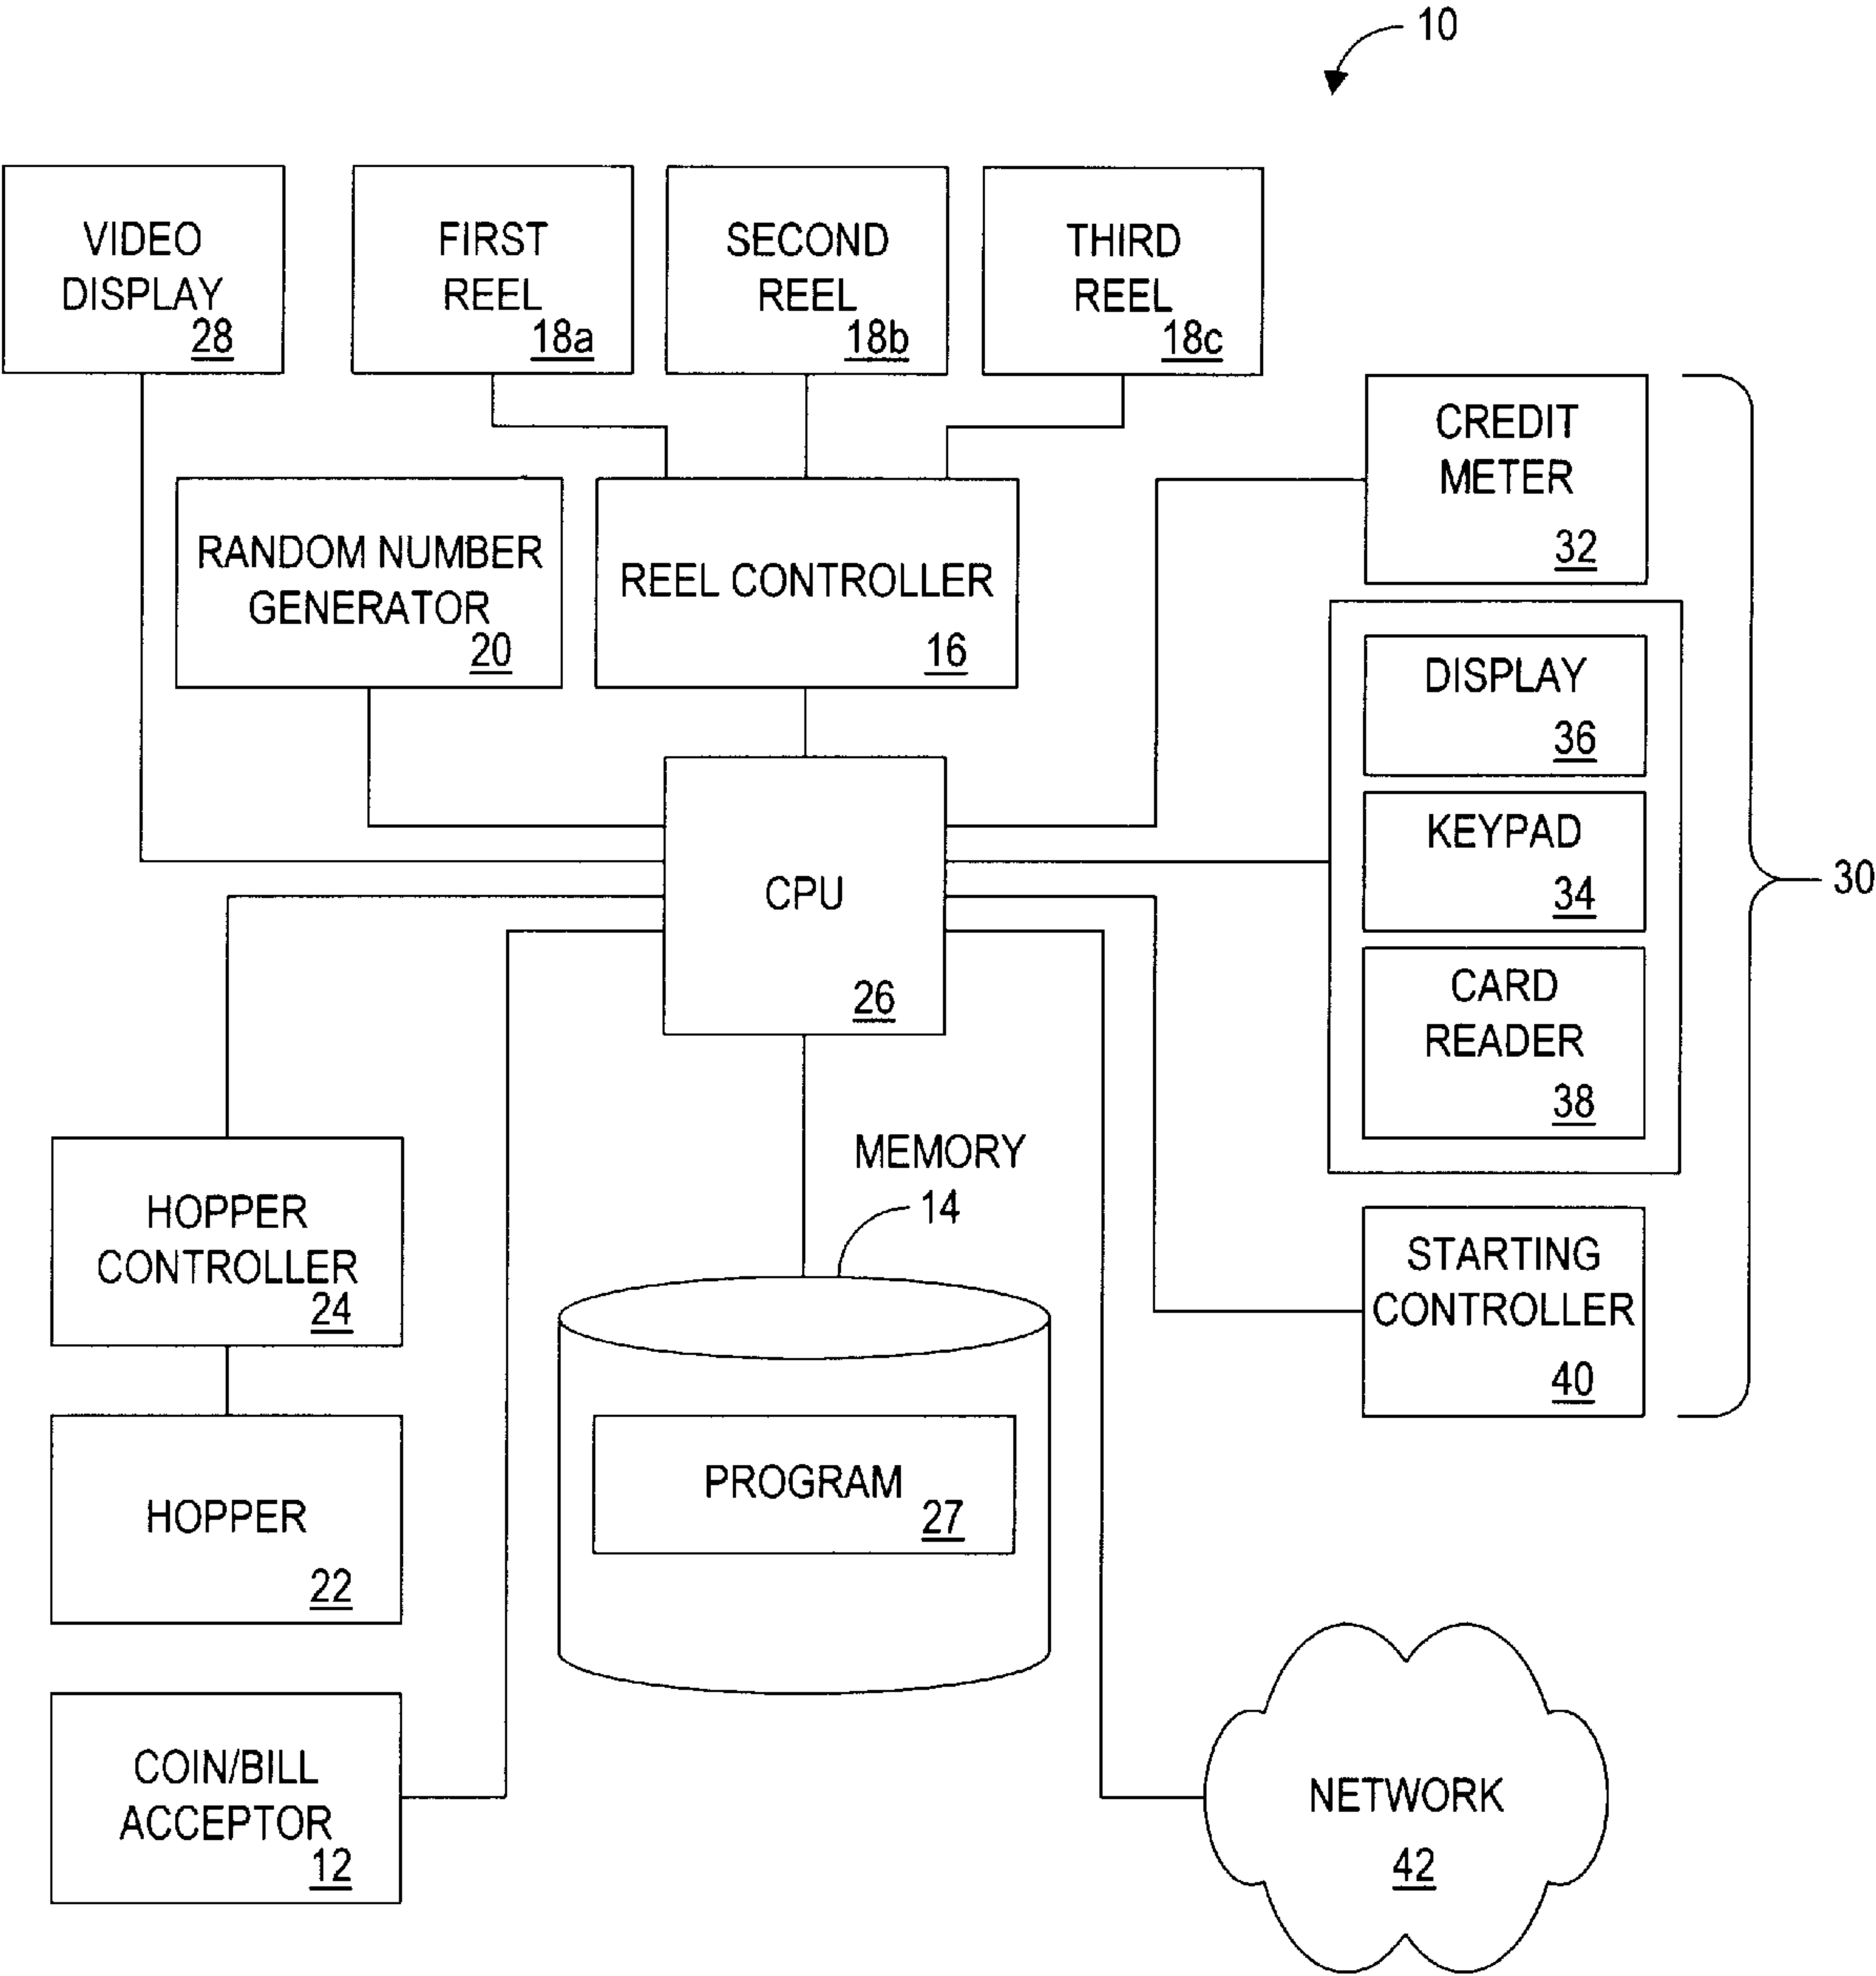 10
VIDEO
DISPLAY
28
FIRST
REEL
18a
SECOND
REEL
18b
THIRD
REEL
18c
CREDIT
METER
32
RANDOM NUMBER
GENERATOR
20
REEL CONTROLLER
16
DISPLAY
36
KEYPAD
34
CARD
READER
38
30
CPU
26
MEMORY
14
HOPPER
CONTROLLER
24
STARTING
CONTROLLER
40
HOPPER
22
PROGRAM
27
COIN/BILL
ACCEPTOR
12
NETWORK
42